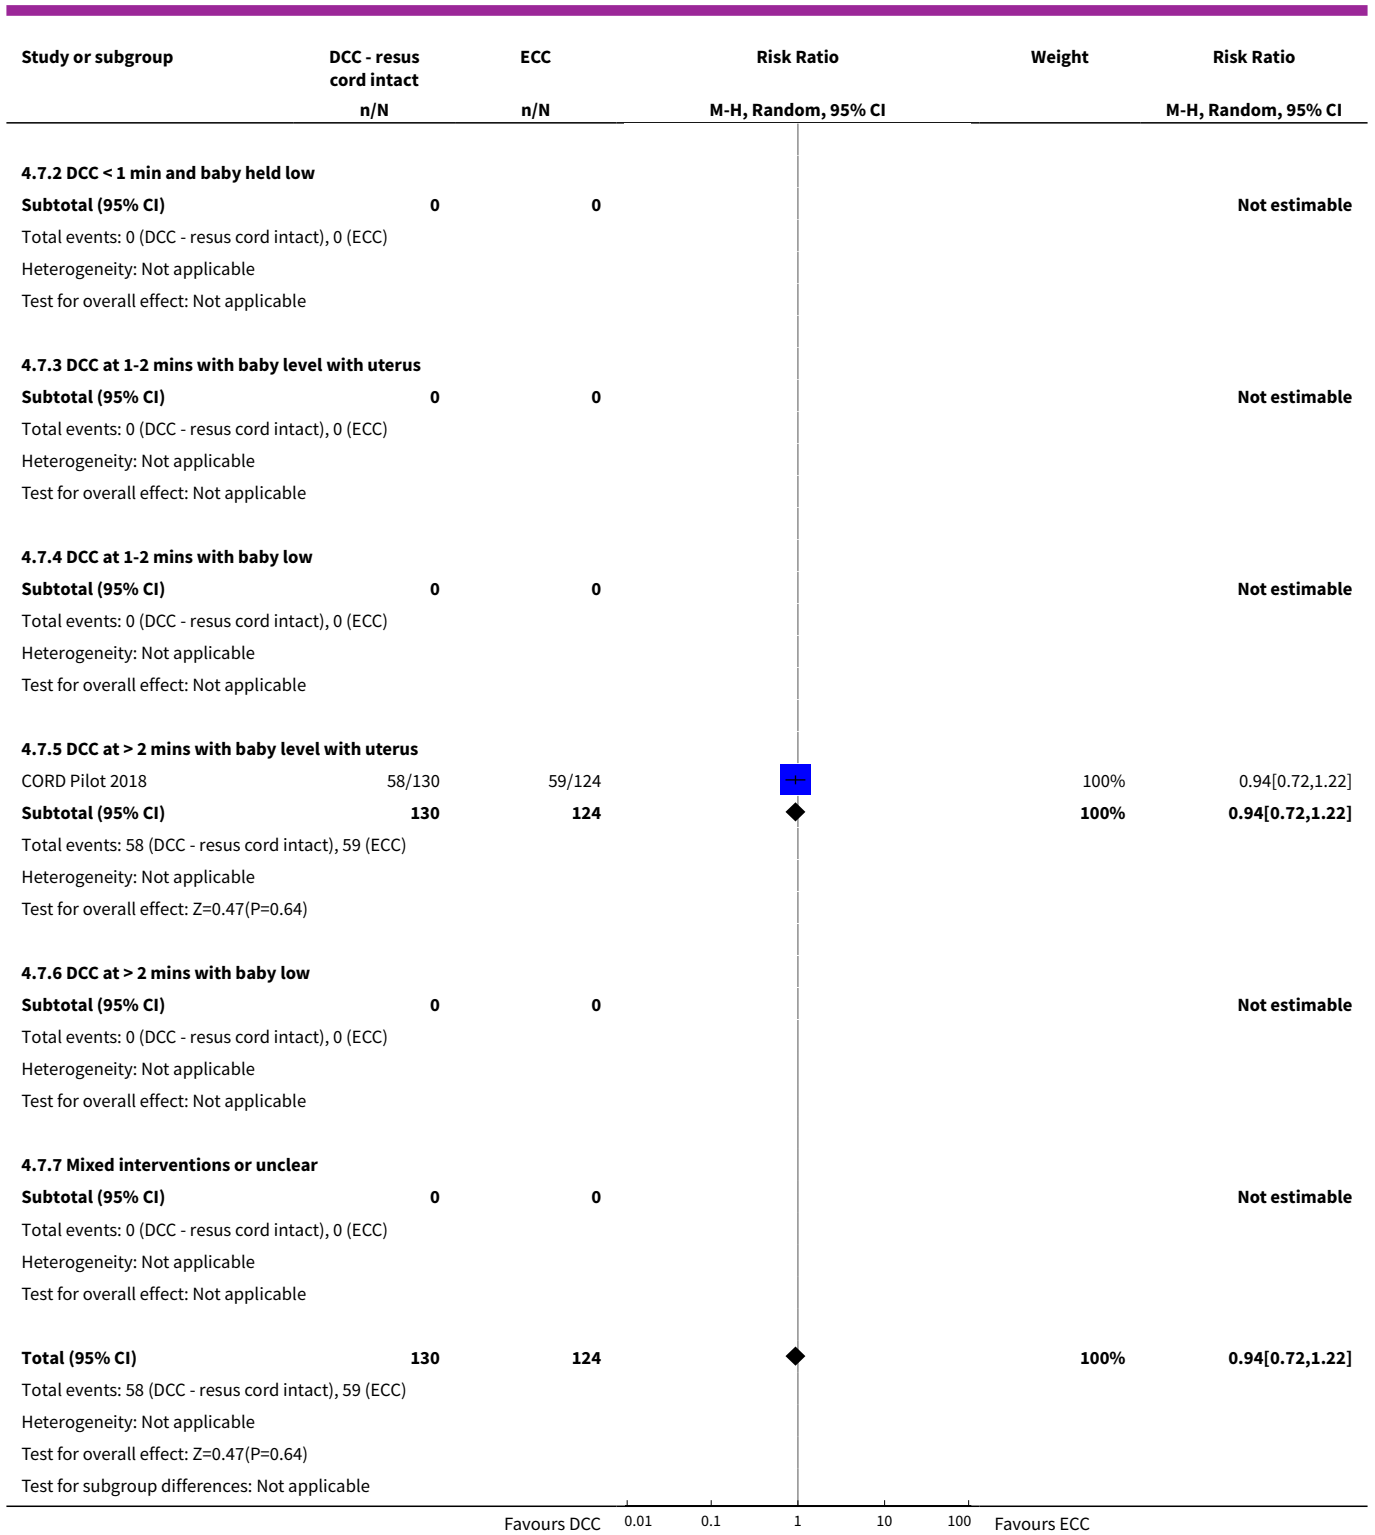 Study or subgroup DCC - resus cord intact ECC Risk Ratio Weight Risk Ratio
n/N n/N M-H, Random, 95% CI M-H, Random, 95% CI
4.7.2 DCC < 1 min and baby held low
Subtotal (95% CI) 0 0 Not estimable
Total events: 0 (DCC - resus cord intact), 0 (ECC)
Heterogeneity: Not applicable
Test for overall effect: Not applicable
4.7.3 DCC at 1-2 mins with baby level with uterus
Subtotal (95% CI) 0 0 Not estimable
Total events: 0 (DCC - resus cord intact), 0 (ECC)
Heterogeneity: Not applicable
Test for overall effect: Not applicable
4.7.4 DCC at 1-2 mins with baby low
Subtotal (95% CI) 0 0 Not estimable
Total events: 0 (DCC - resus cord intact), 0 (ECC)
Heterogeneity: Not applicable
Test for overall effect: Not applicable
4.7.5 DCC at > 2 mins with baby level with uterus
CORD Pilot 2018 58/130 59/124 100% 0.94[0.72,1.22]
Subtotal (95% CI) 130 124 100% 0.94[0.72,1.22]
Total events: 58 (DCC - resus cord intact), 59 (ECC)
Heterogeneity: Not applicable
Test for overall effect: Z=0.47(P=0.64)
4.7.6 DCC at > 2 mins with baby low
Subtotal (95% CI) 0 0 Not estimable
Total events: 0 (DCC - resus cord intact), 0 (ECC)
Heterogeneity: Not applicable
Test for overall effect: Not applicable
4.7.7 Mixed interventions or unclear
Subtotal (95% CI) 0 0 Not estimable
Total events: 0 (DCC - resus cord intact), 0 (ECC)
Heterogeneity: Not applicable
Test for overall effect: Not applicable
Total (95% CI) 130 124 100% 0.94[0.72,1.22]
Total events: 58 (DCC - resus cord intact), 59 (ECC)
Heterogeneity: Not applicable
Test for overall effect: Z=0.47(P=0.64)
Test for subgroup differences: Not applicable
Favours DCC 0.01 0.1 1 10 100 Favours ECC